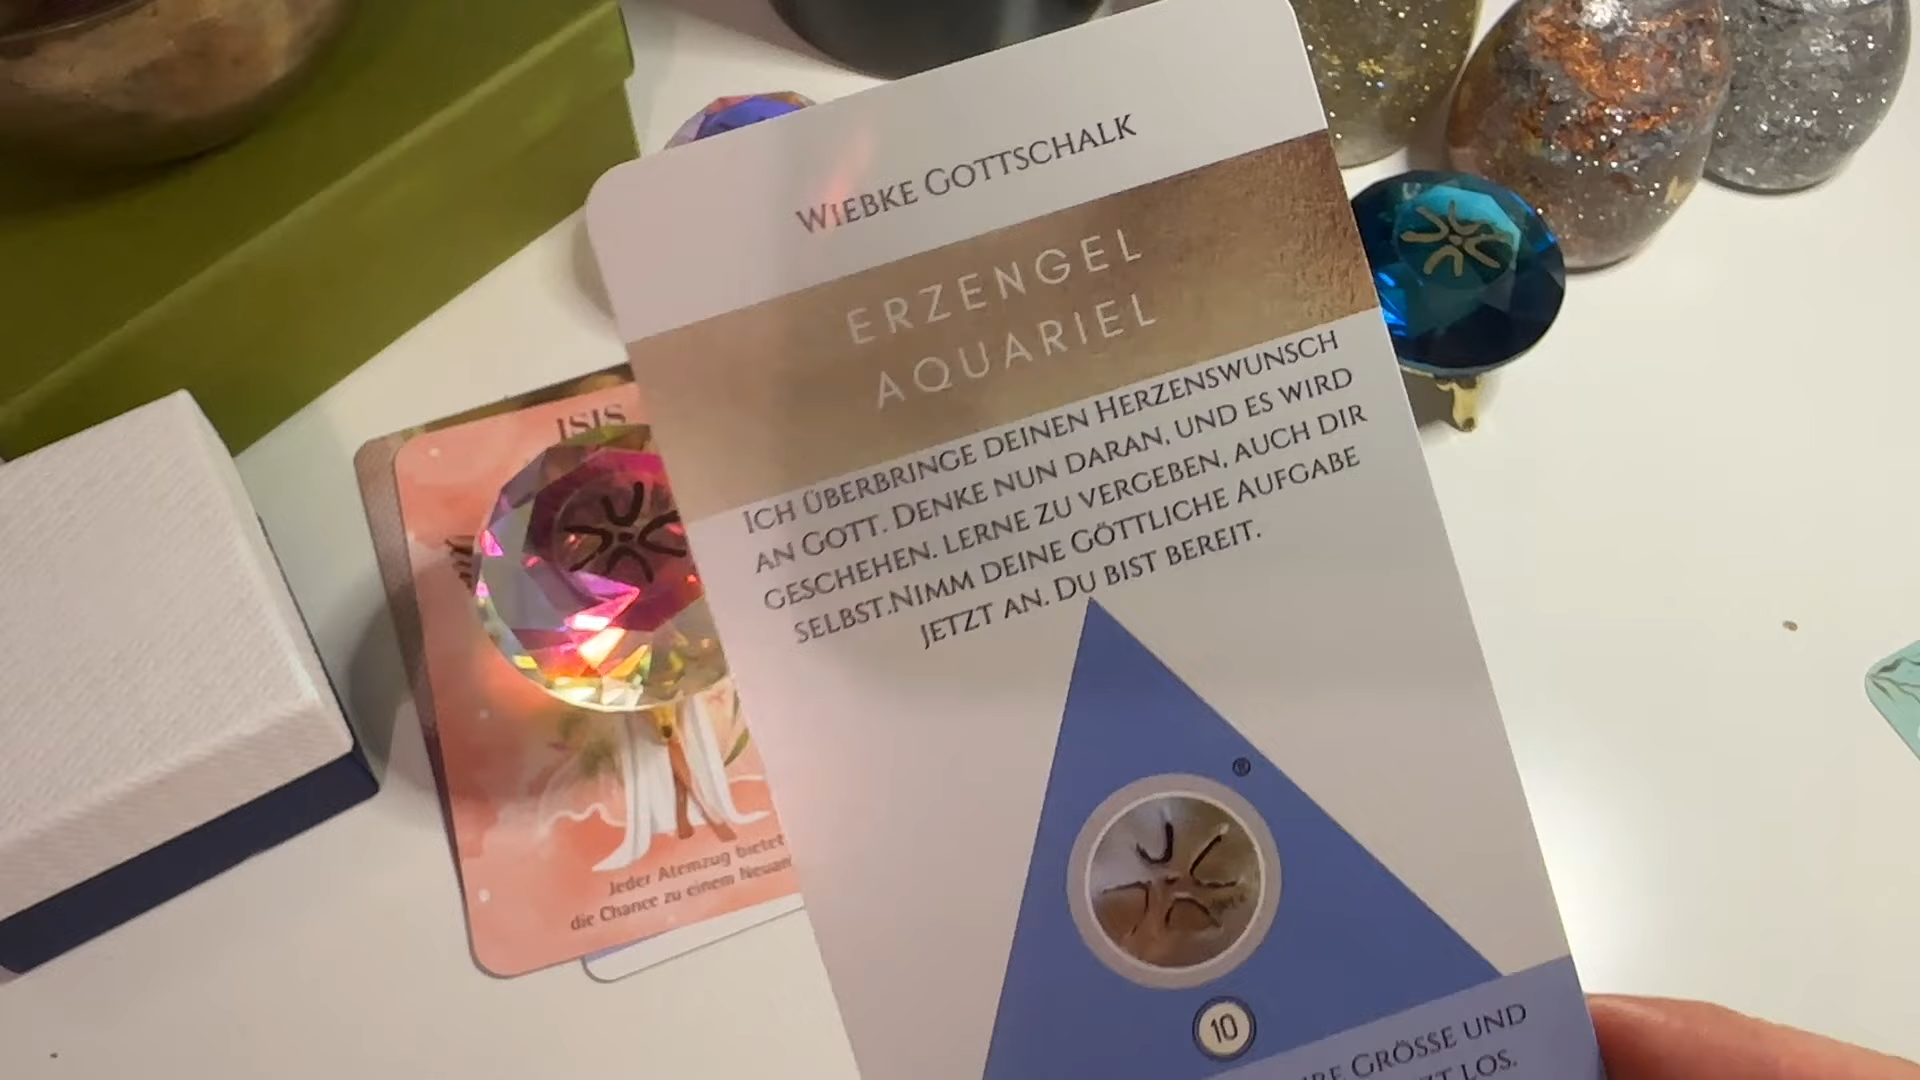 WIEBKE GOTTSCHALK
ERZENGEL
AQUARIEL
ICH ÜBERBRINGE DEINEN HERZENSWUNSCH
AN GOTT. DENKE NUN DARAN, UND ES WIRD
GESCHEHEN. LERNE ZU VERGEBEN, AUCH DIR
SELBST.NIMM DEINE GÖTTLICHE AUFGABE
JETZT AN. DU BIST BEREIT.
®
10
GRÖSSE UND
LOS.
ISIS
Jeder Atemzug bietet
die Chance zu einem